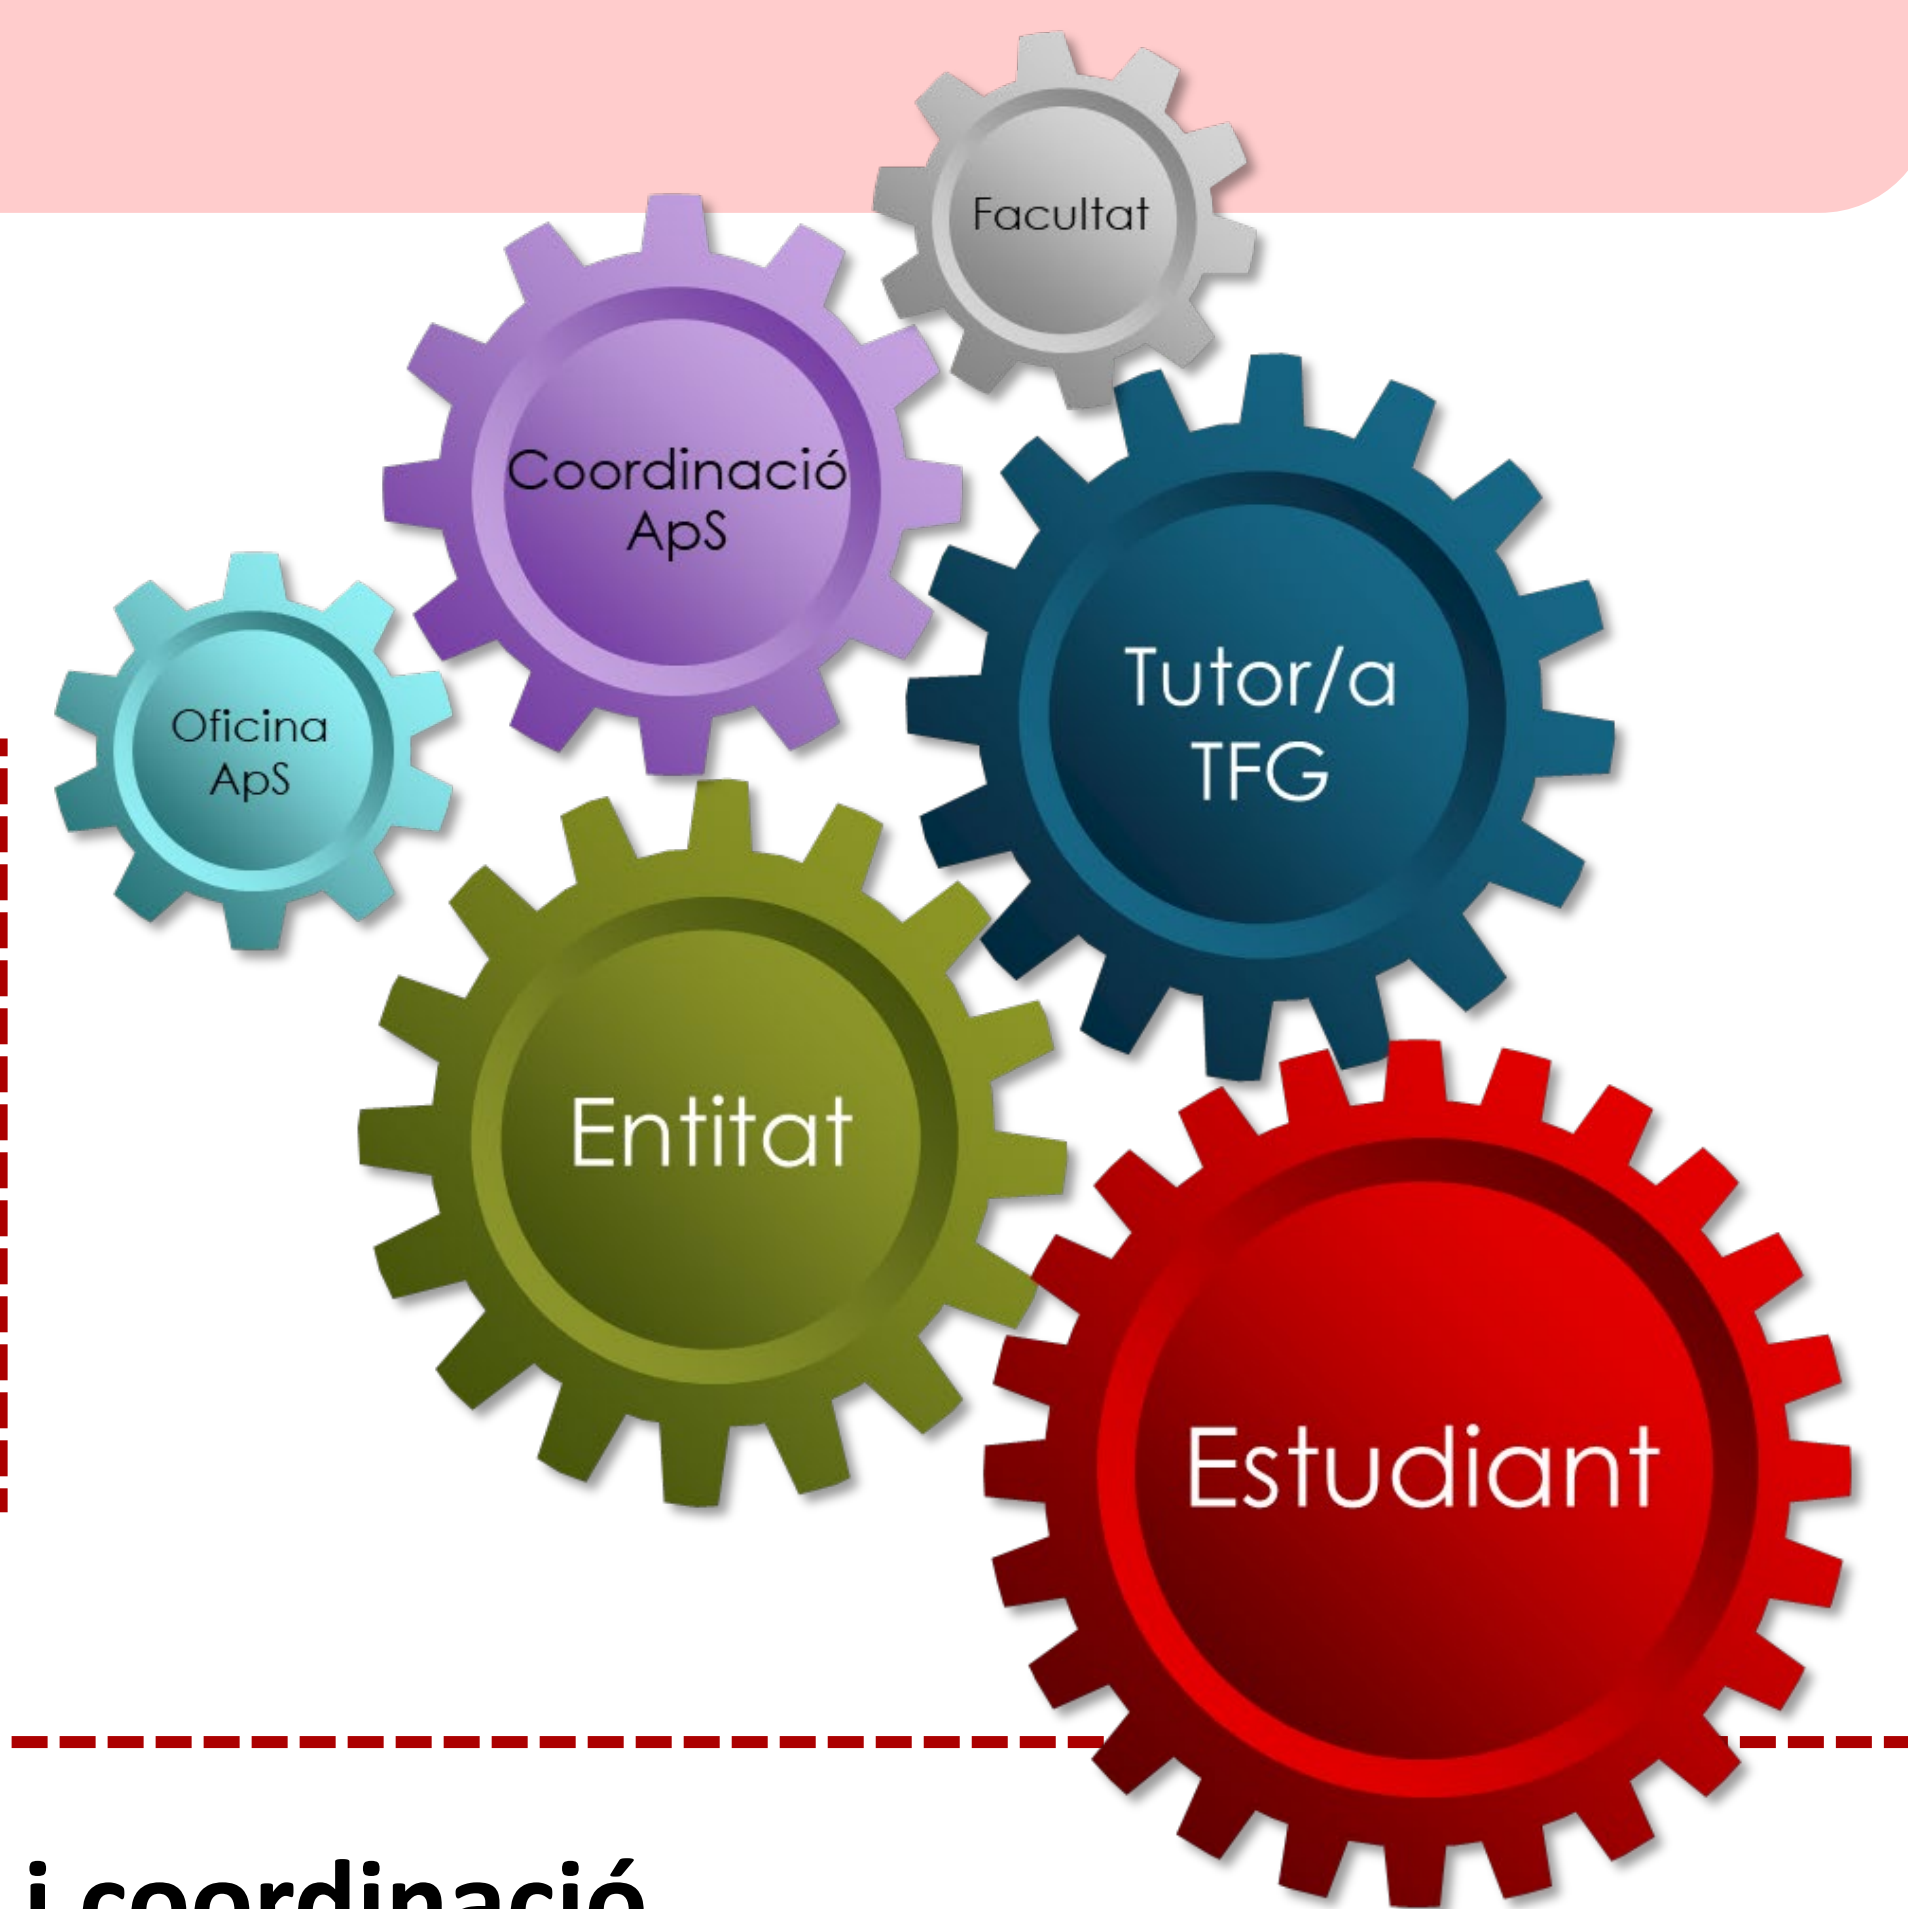 Facultat
Coordinació
ApS
Tutor/a
TFG
Oficina
ApS
Entitat
Estudiant
i coordinació